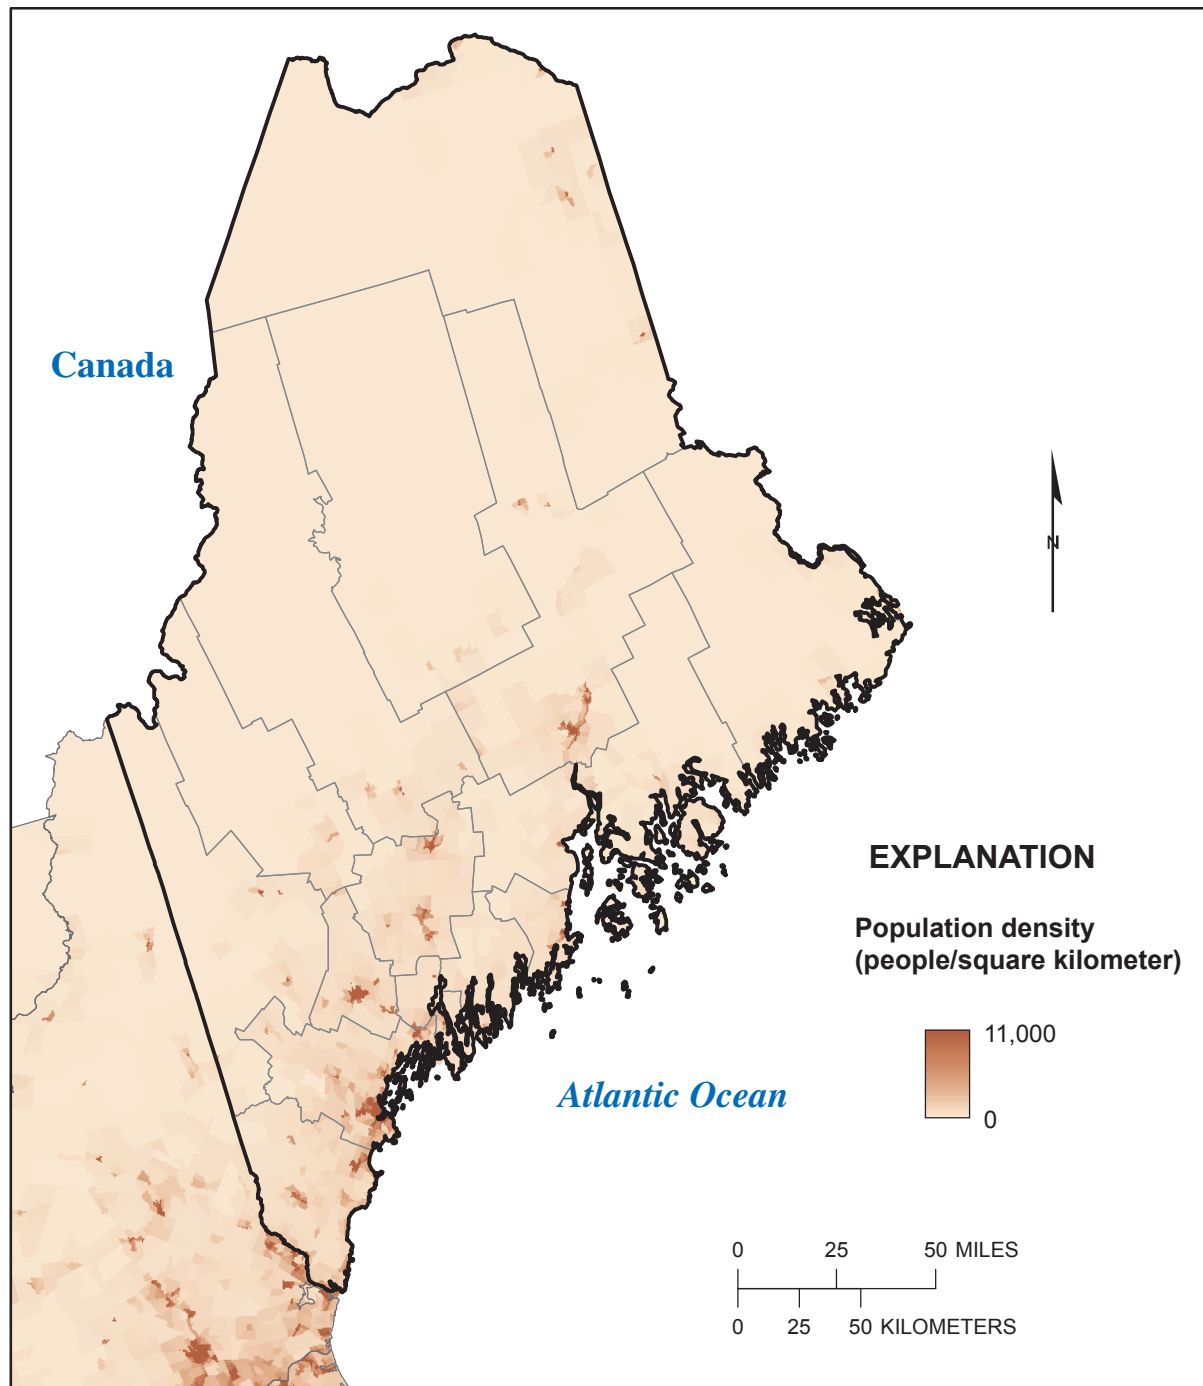 Canada
N
EXPLANATION
Population density
(people/square kilometer)
11,000
0
Atlantic Ocean
0 25 50 MILES
0 25 50 KILOMETERS